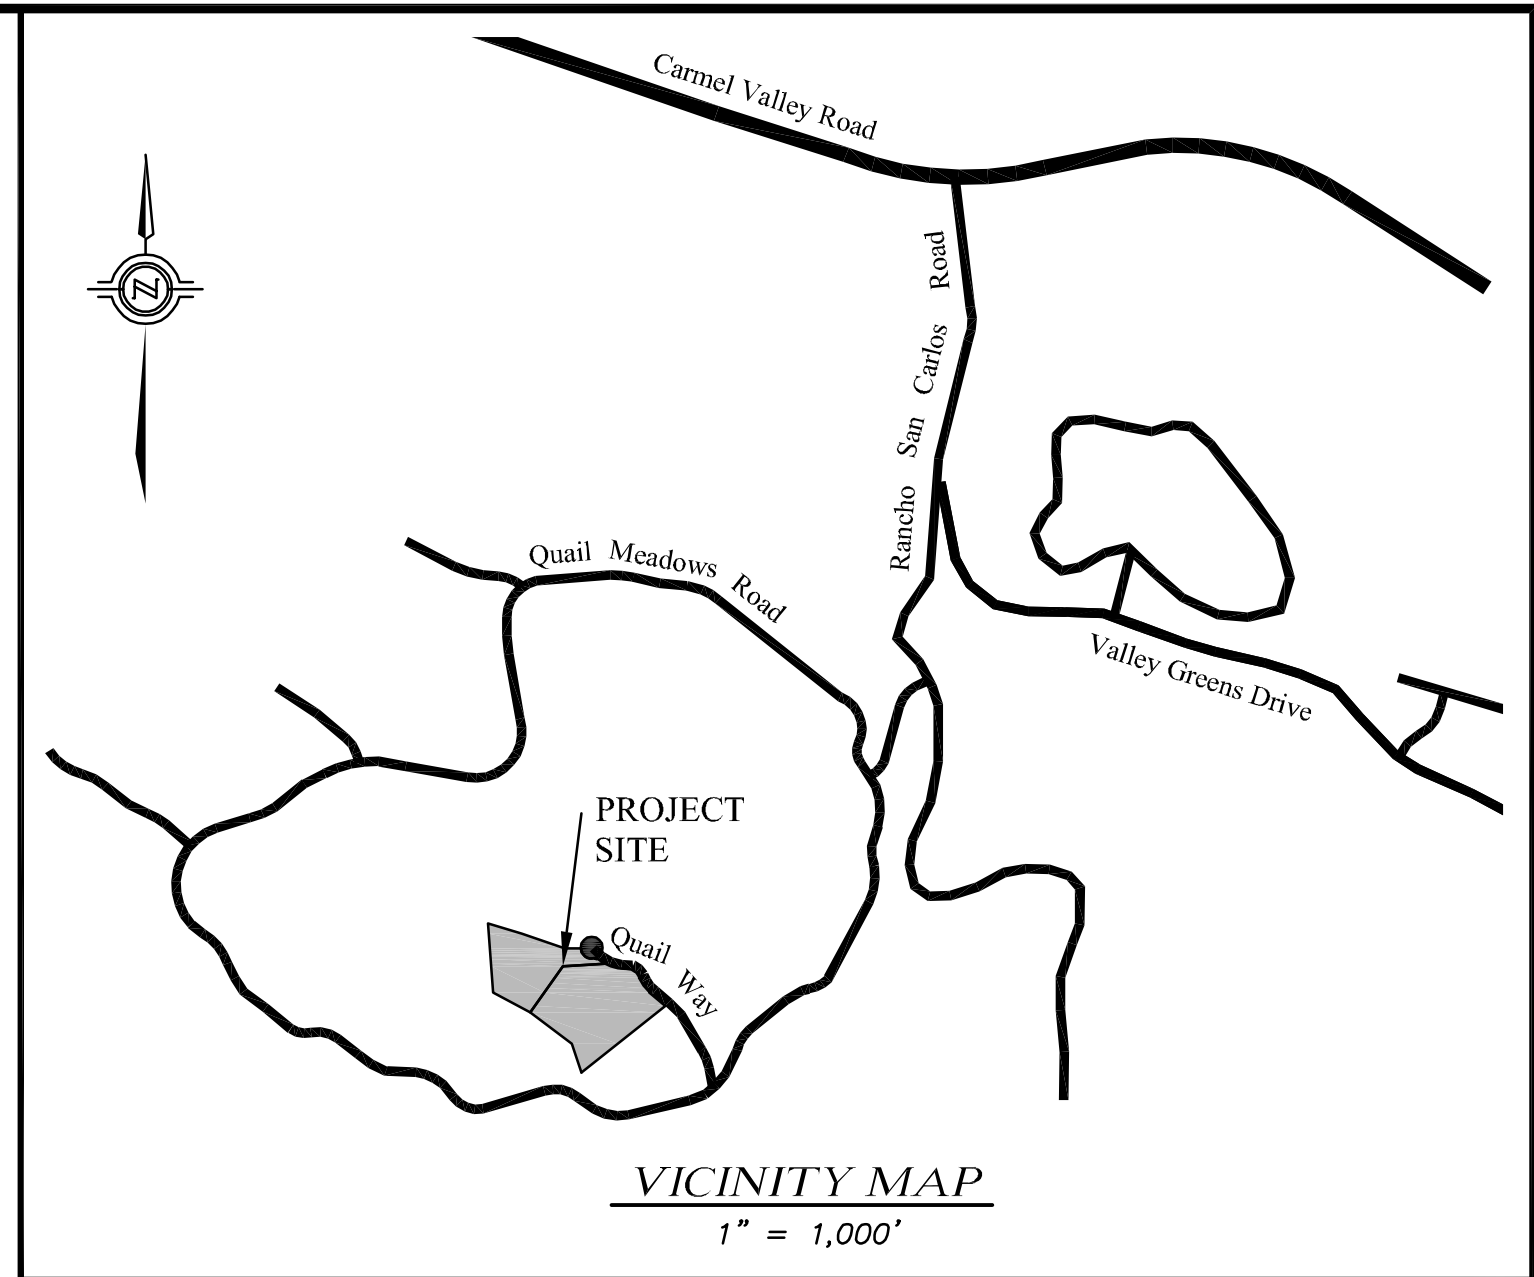 Carmel Valley Road
Rancho San Carlos Road
N
Quail Meadows Road
Valley Greens Drive
PROJECT
SITE
Quail Way
VICINITY MAP
1" = 1,000'